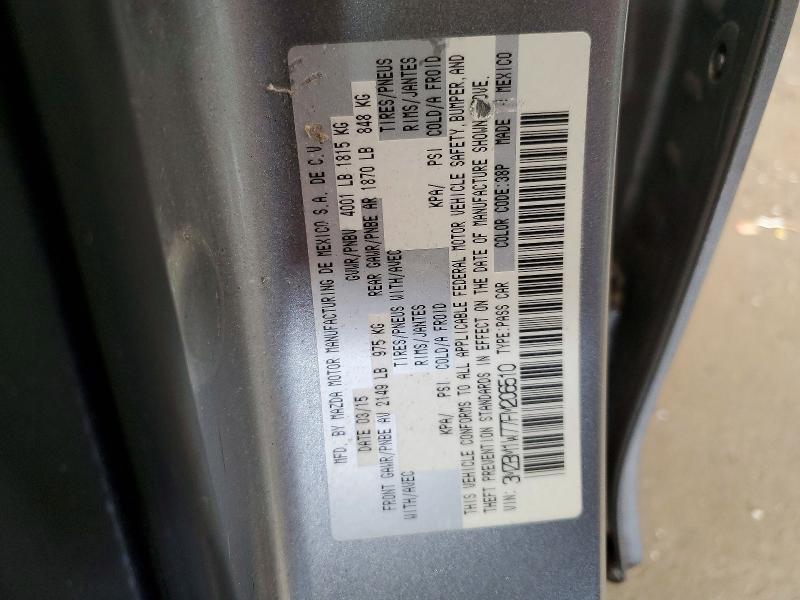 MFD. BY MAZDA MOTOR MANUFACTURING DE MEXICO S.A. DE C.V.
DATE 03/15 GVWR/PNBV 4001 LB 1815 KG
FRONT GAWR/PNBE AV 2149 LB 975 KG REAR GAWR/PNBE AR 1870 LB 848 KG
WITH/AVEC TIRES/PNEUS WITH/AVEC TIRES/PNEUS
RIMS/JANTES RIMS/JANTES
KPA/ PSI COLD/A FROID KPA/ PSI COLD/A FROID
THIS VEHICLE CONFORMS TO ALL APPLICABLE FEDERAL MOTOR VEHICLE SAFETY, BUMPER, AND
THEFT PREVENTION STANDARDS IN EFFECT ON THE DATE OF MANUFACTURE SHOWN
VIN: 3MZBM1W77FM206510 TYPE:PASS CAR COLOR CODE:38P MADE MEXICO